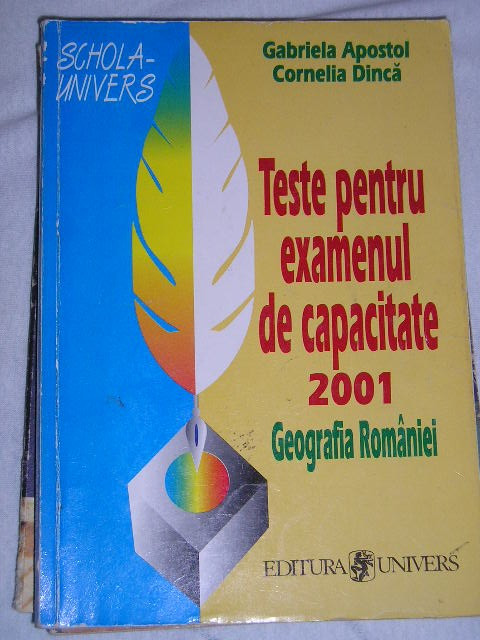 SCHOLA-
UNIVERS
Gabriela Apostol
Cornelia Dincă
Teste pentru
examenul
de capacitate
2001
Geografia României
EDITURA UNIVERS